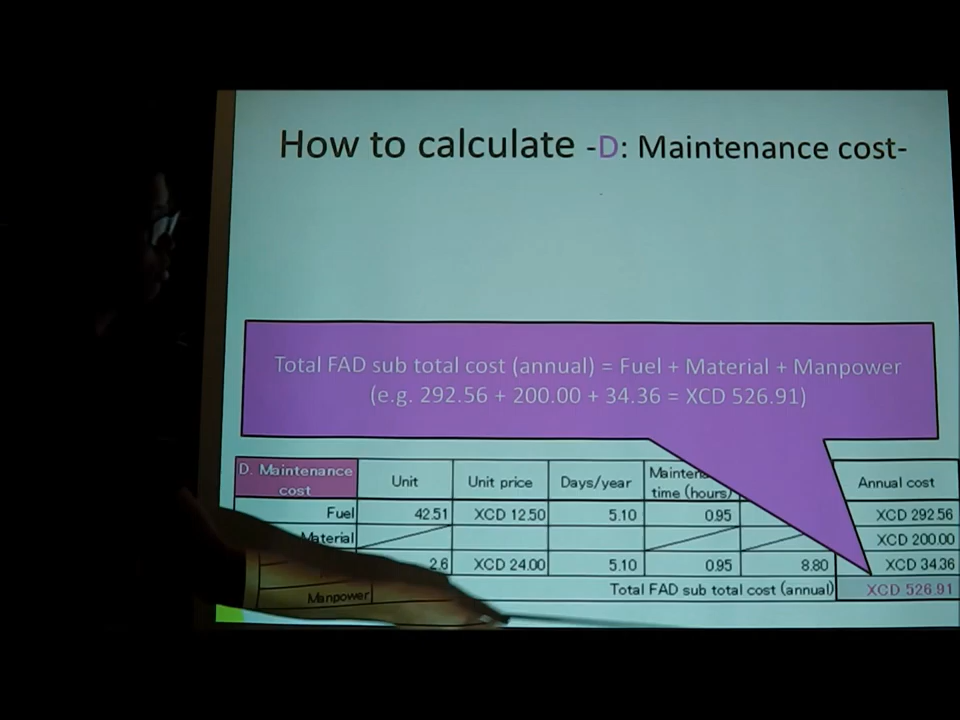 How to calculate -D: Maintenance cost-
Total FAD sub total cost (annual) = Fuel + Material + Manpower
(e.g. 292.56 + 200.00 + 34.36 = XCD 526.91)
D. Maintenance cost Unit Unit price Days/year time (hours) Annual cost
Fuel 42.51 XCD 12.50 5.10 0.95 XCD 292.56
Material XCD 200.00
2.6 XCD 24.00 5.10 0.95 8.80 XCD 34.36
Manpower Total FAD sub total cost (annual) XCD 526.91